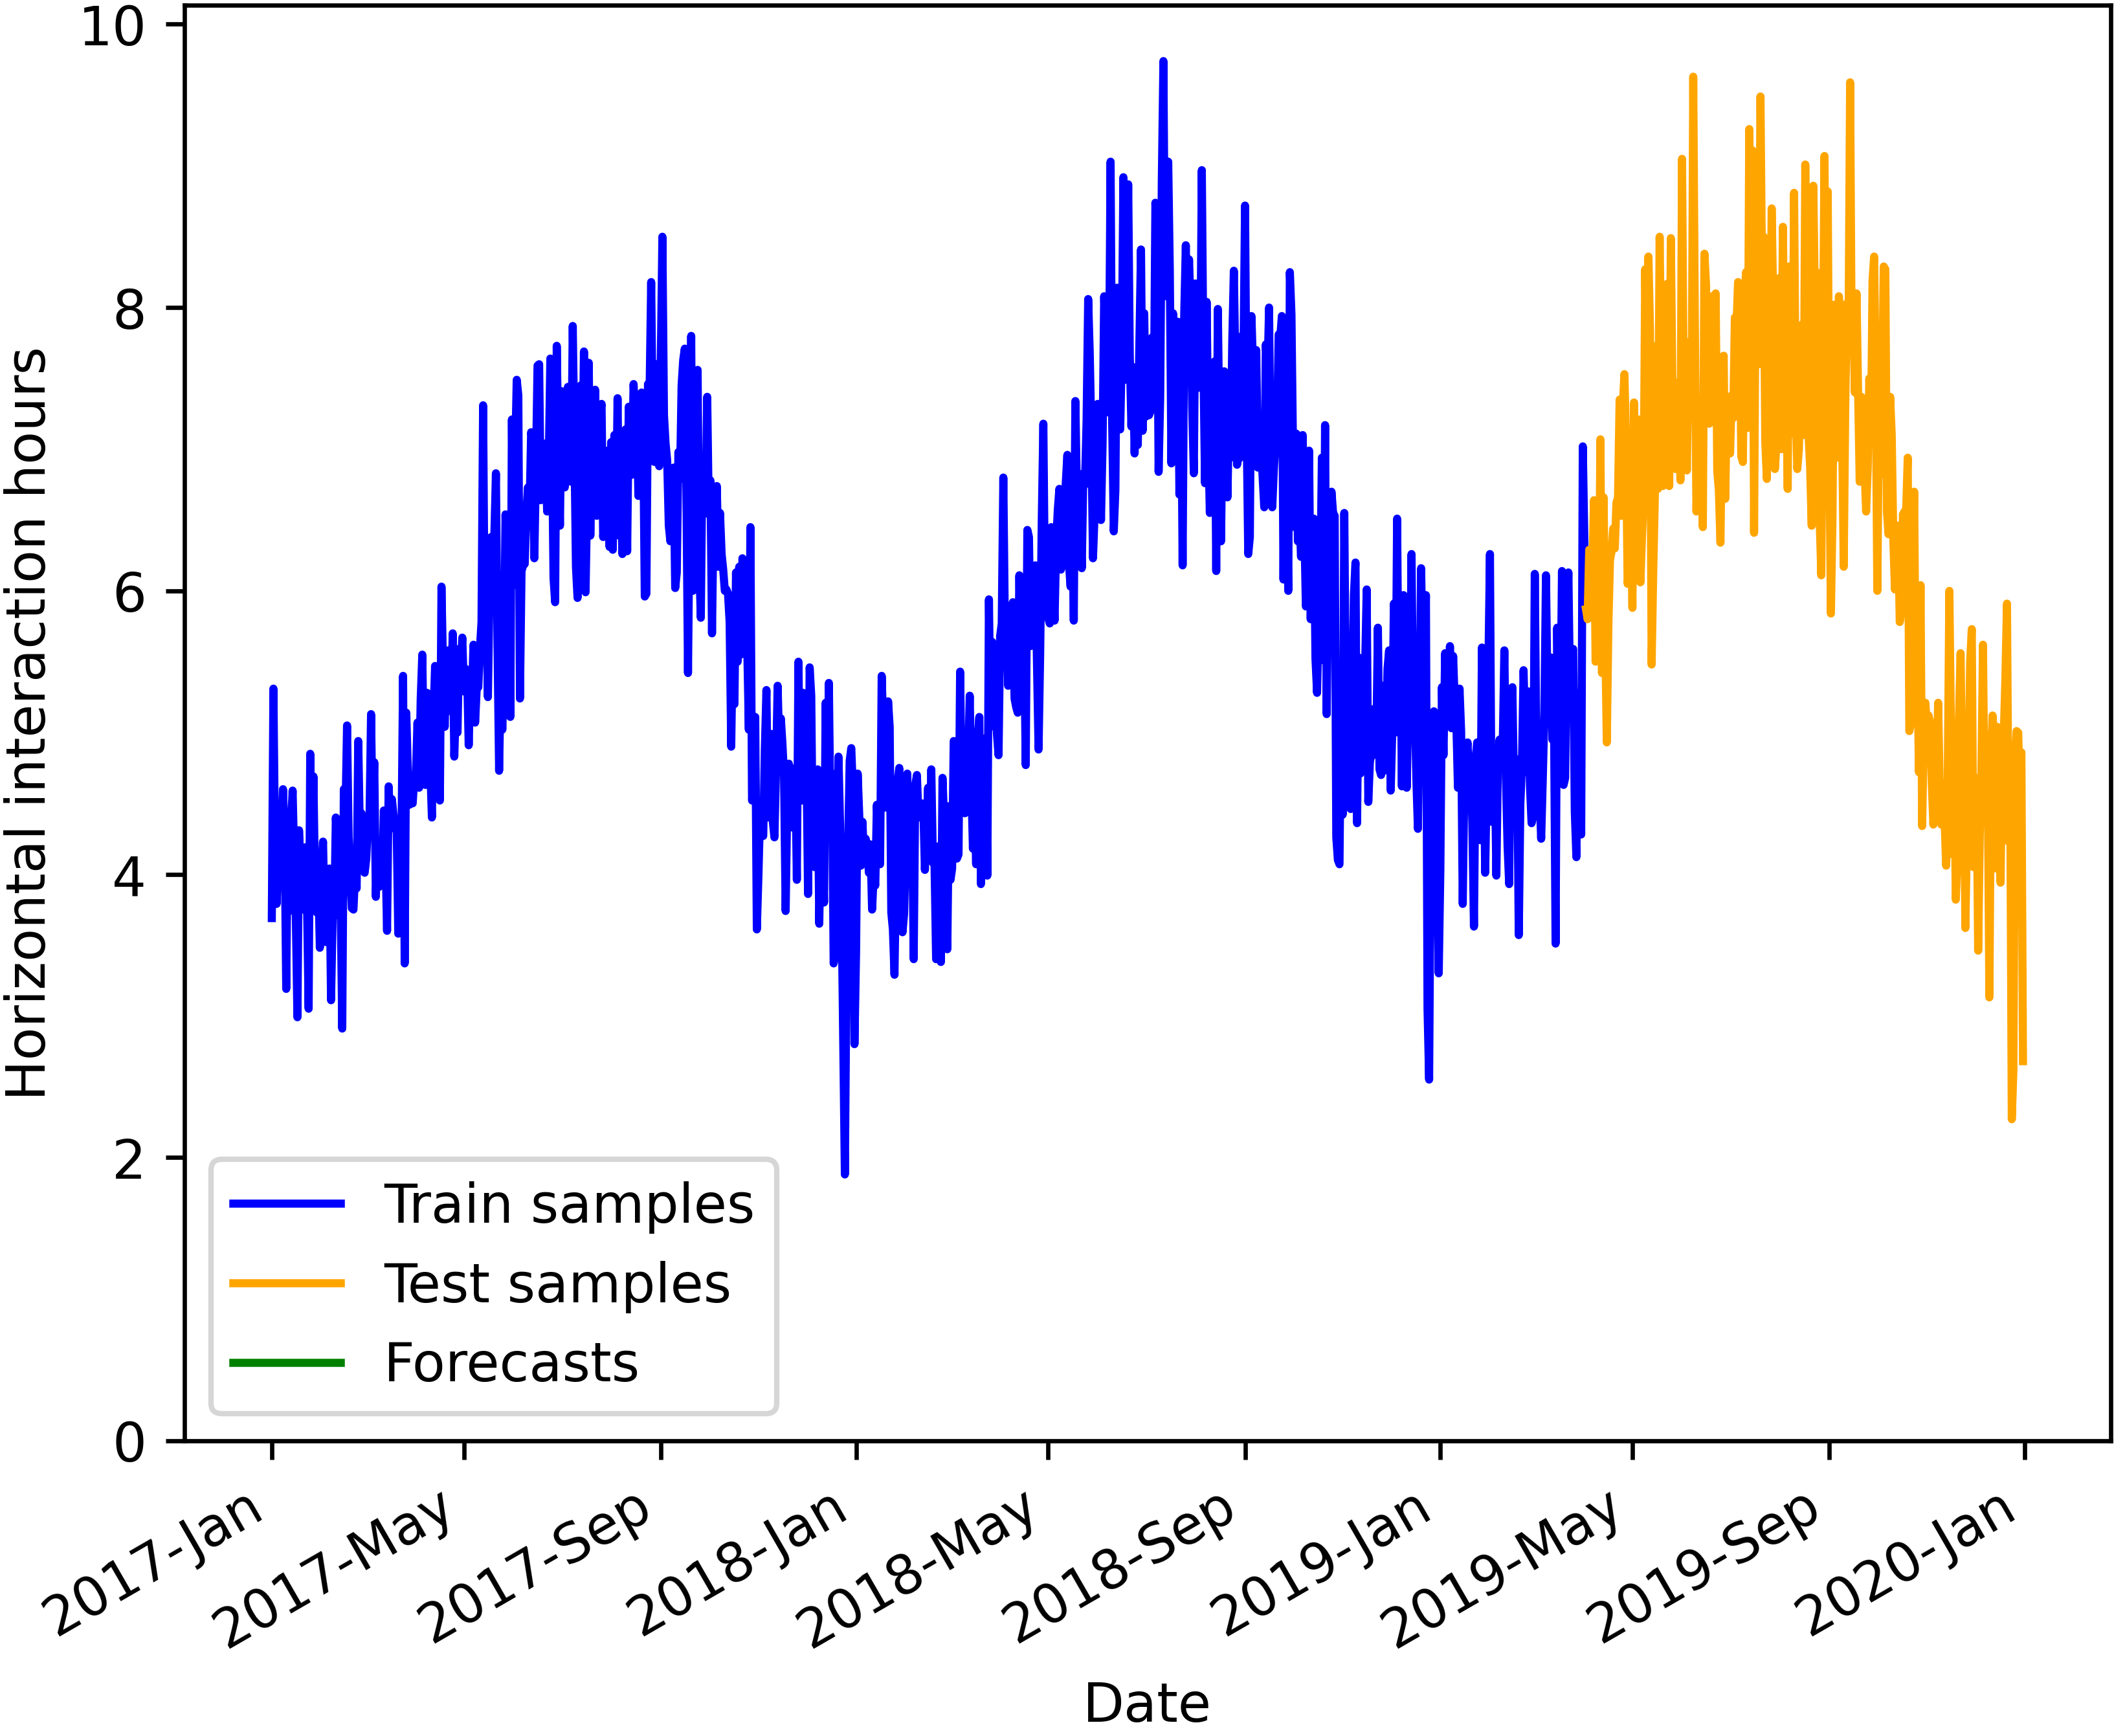 10
8
6
4
2
0
Horizontal interaction hours
Train samples
Test samples
Forecasts
2017-Jan
2017-May
2017-Sep
2018-Jan
2018-May
2018-Sep
2019-Jan
2019-May
2019-Sep
2020-Jan
Date